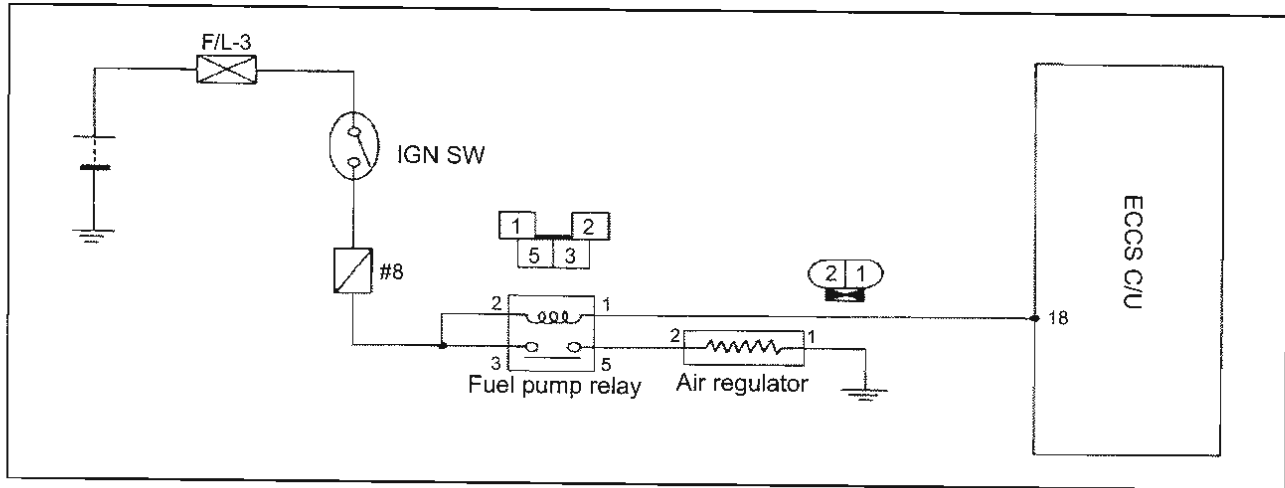 F/L-3
IGN SW
#8
1 2
5 3
2 1
2 1
18
3 5
2 1
Fuel pump relay
Air regulator
ECCS C/U